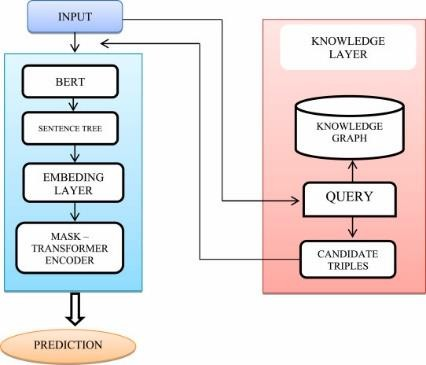 INPUT
BERT
SENTENCE TREE
EMBEDING
LAYER
MASK –
TRANSFORMER
ENCODER
PREDICTION
KNOWLEDGE
LAYER
KNOWLEDGE
GRAPH
QUERY
CANDIDATE
TRIPLES